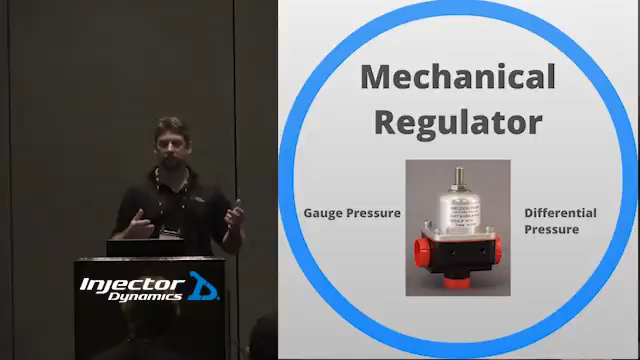 Mechanical
Regulator
Gauge Pressure
Differential
Pressure
Injector
Dynamics